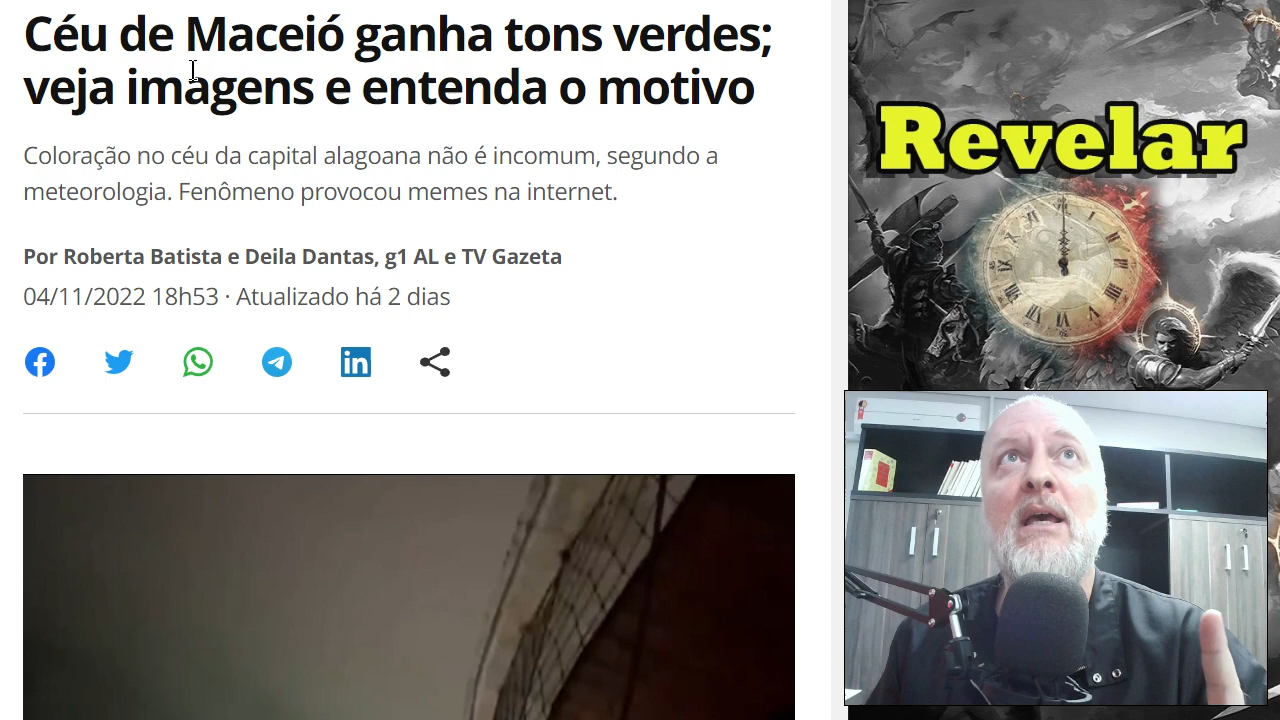 Céu de Maceió ganha tons verdes;
veja imagens e entenda o motivo
Coloração no céu da capital alagoana não é incomum, segundo a
meteorologia. Fenômeno provocou memes na internet.
Por Roberta Batista e Deila Dantas, g1 AL e TV Gazeta
04/11/2022 18h53 · Atualizado há 2 dias
Revelar